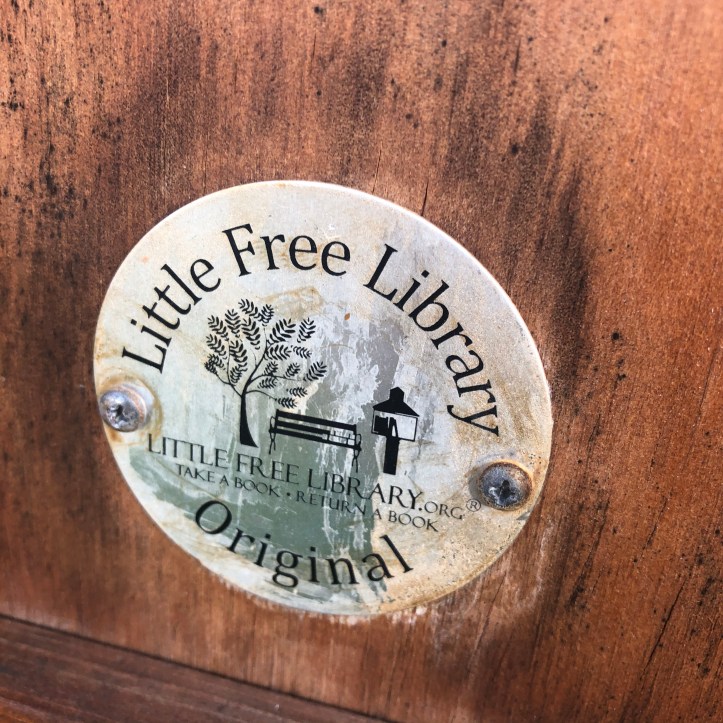 Little Free Library
LITTLE FREE LIBRARY.ORG®
TAKE A BOOK • RETURN A BOOK
Original